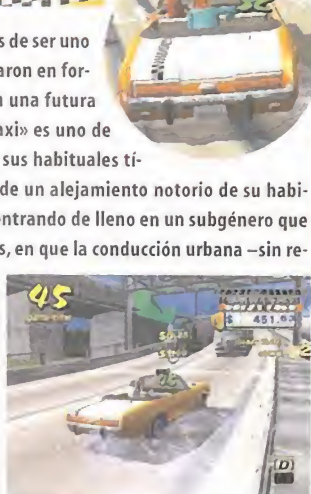 s de ser uno
aron en for-
una futura
axi» es uno de
sus habituales tí-
de un alejamiento notorio de su habi-
entrando de lleno en un subgénero que
s, en que la conducción urbana –sin re-
45
$ 451.63
D